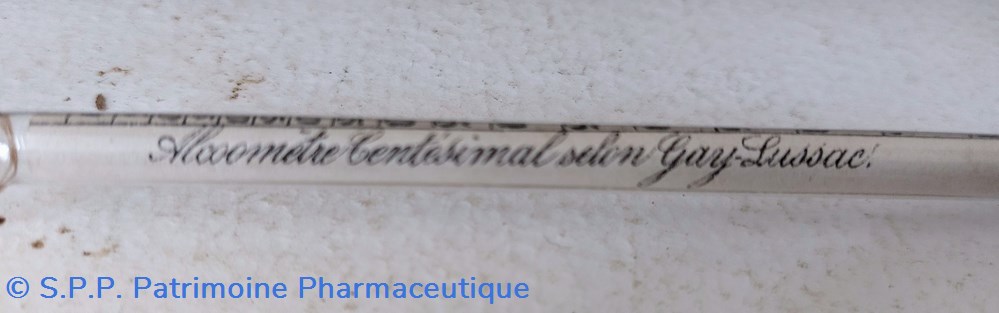 Alcoomètre Centésimal selon Gay-Lussac.
© S.P.P. Patrimoine Pharmaceutique